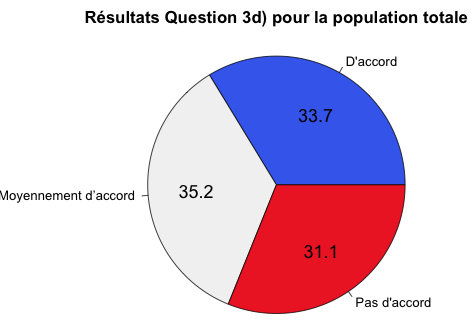 Résultats Question 3d) pour la population totale
D'accord
33.7
Moyennement d'accord
35.2
31.1
Pas d'accord